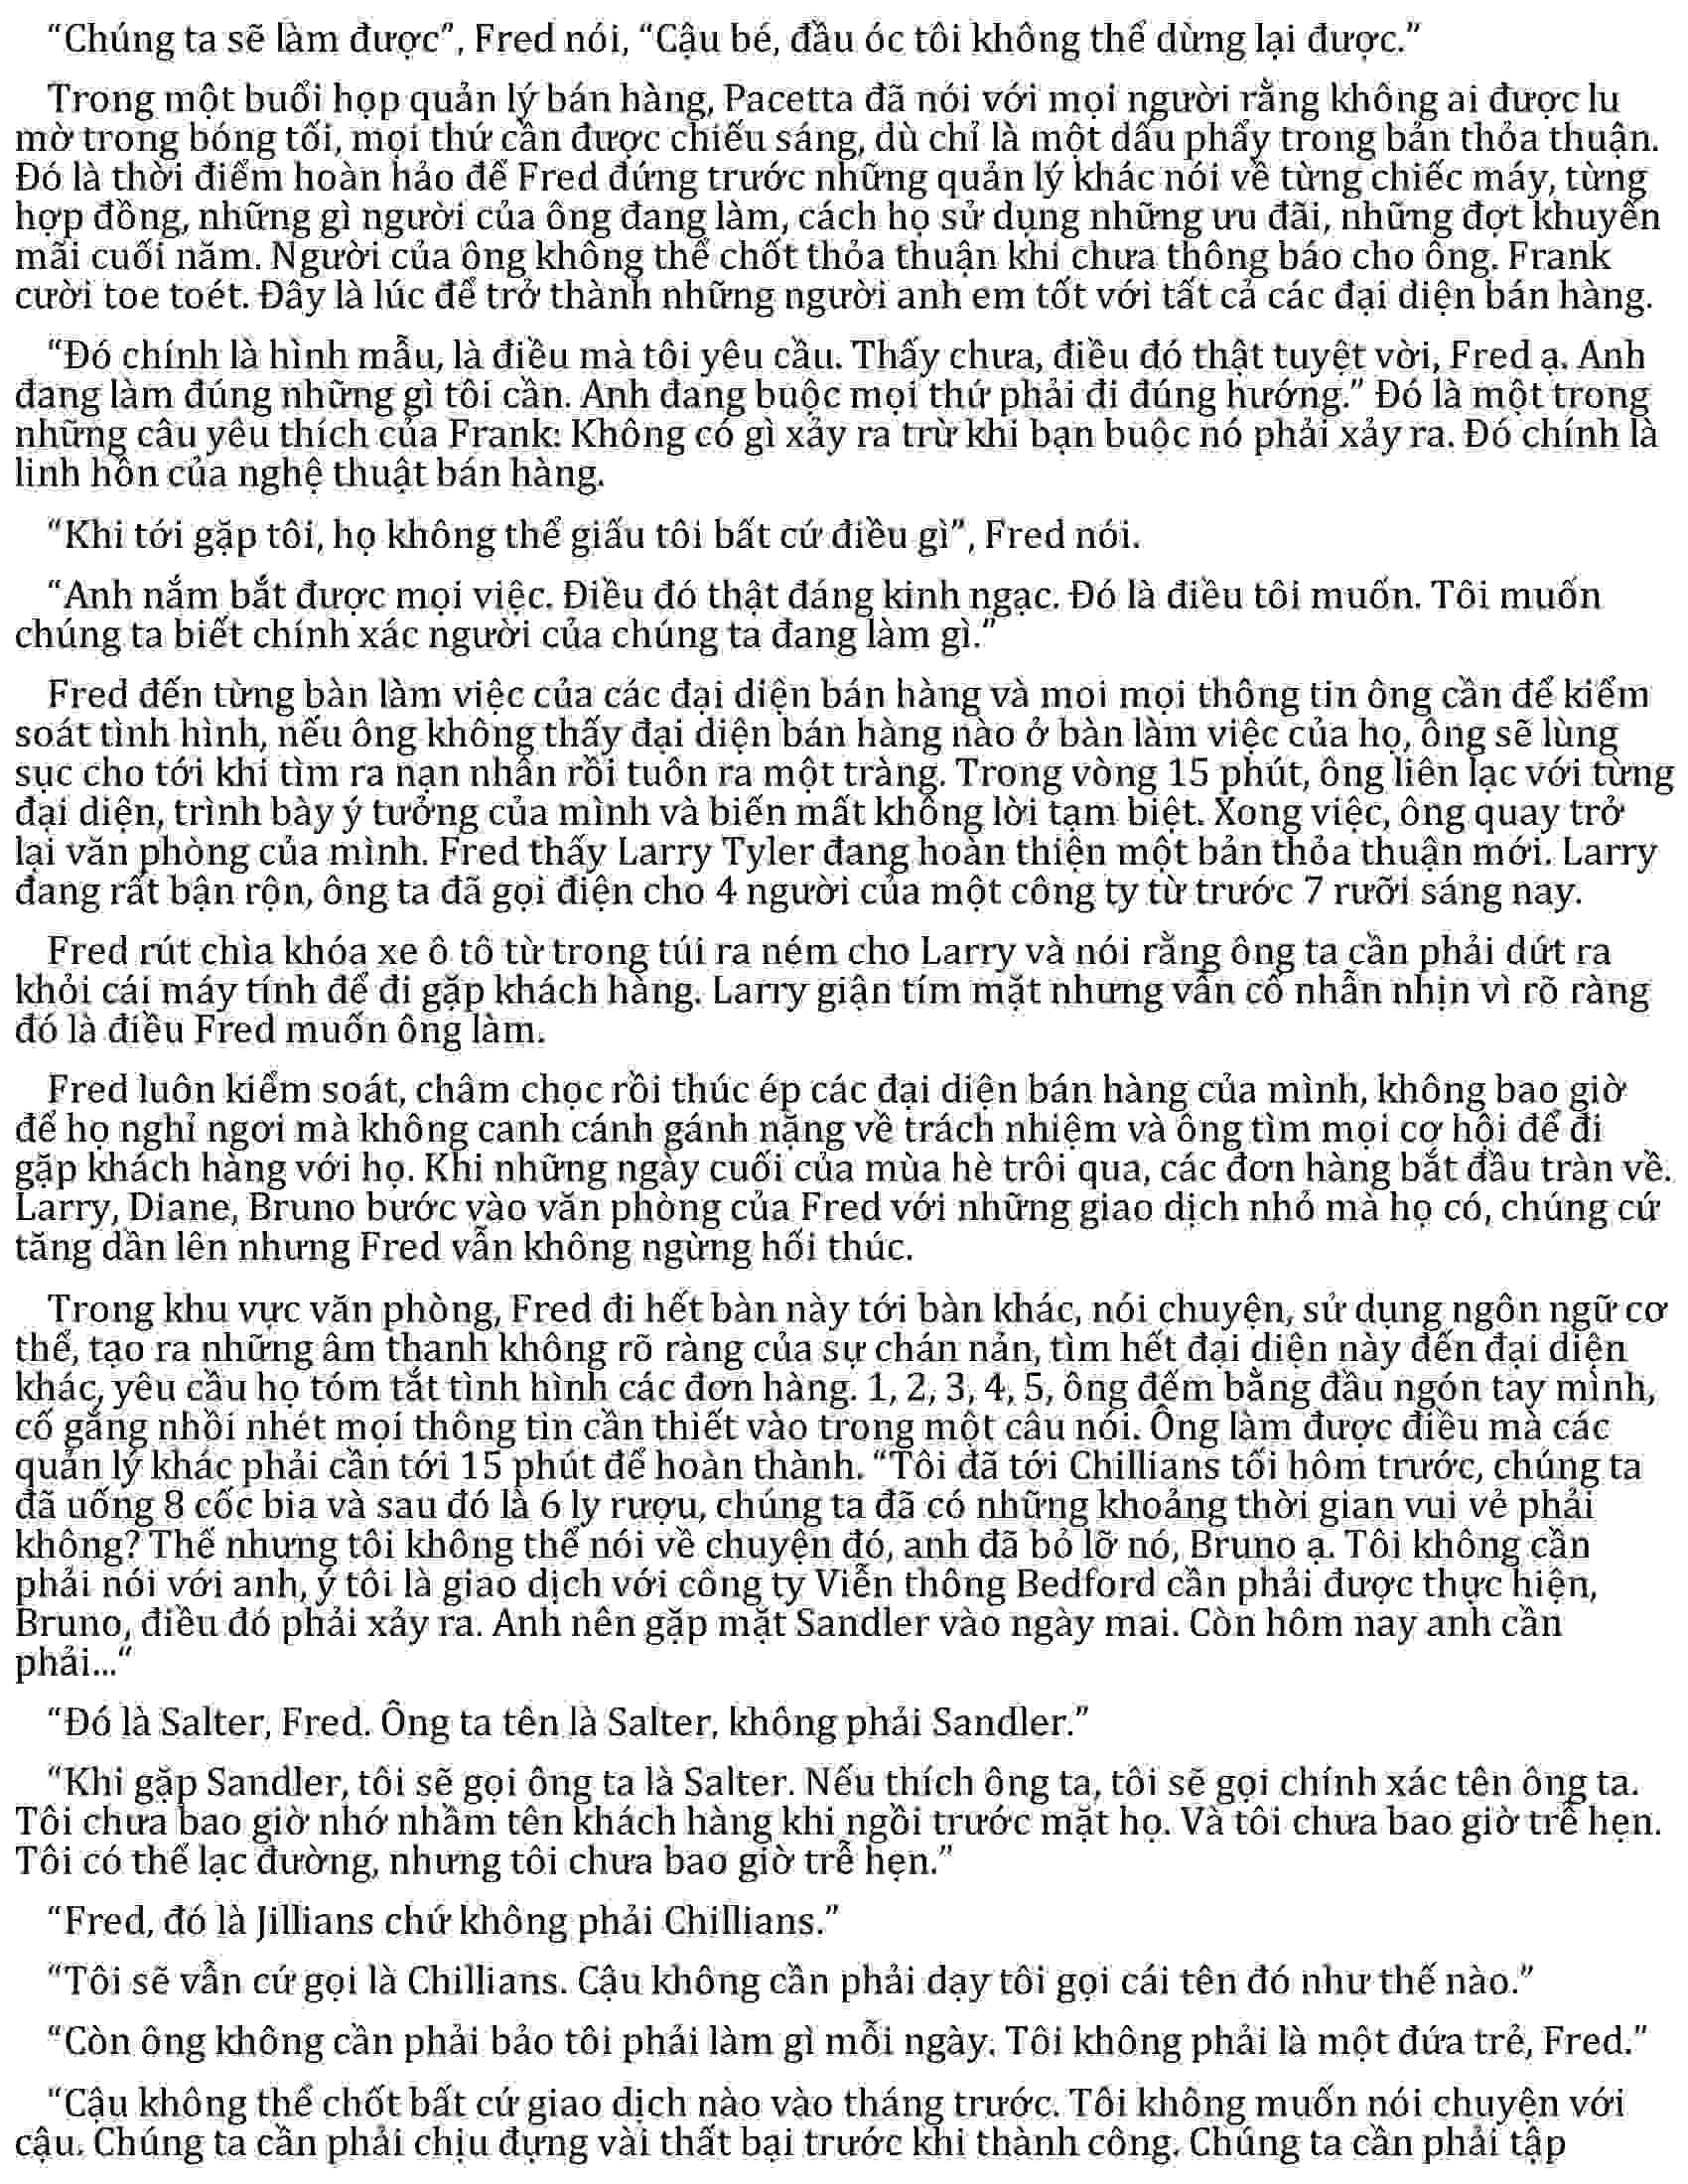 “Chúng ta sẽ làm được”, Fred nói, “Cậu bé, đầu óc tôi không thể dừng lại được.”
Trong một buổi họp quản lý bán hàng, Pacetta đã nói với mọi người rằng không ai được lu
mờ trong bóng tối, mọi thứ cần được chiếu sáng, dù chỉ là một dấu phẩy trong bản thỏa thuận.
Đó là thời điểm hoàn hảo để Fred đứng trước những quản lý khác nói về từng chiếc máy, từng
hợp đồng, những gì người của ông đang làm, cách họ sử dụng những ưu đãi, những đợt khuyến
mãi cuối năm. Người của ông không thể chốt thỏa thuận khi chưa thông báo cho ông. Frank
cười toe toét. Đây là lúc để trở thành những người anh em tốt với tất cả các đại diện bán hàng.
“Đó chính là hình mẫu, là điều mà tôi yêu cầu. Thấy chưa, điều đó thật tuyệt vời, Fred ạ. Anh
đang làm đúng những gì tôi cần. Anh đang buộc mọi thứ phải đi đúng hướng.” Đó là một trong
những câu yêu thích của Frank: Không có gì xảy ra trừ khi bạn buộc nó phải xảy ra. Đó chính là
linh hồn của nghệ thuật bán hàng.
“Khi tới gặp tôi, họ không thể giấu tôi bất cứ điều gì”, Fred nói.
“Anh nắm bắt được mọi việc. Điều đó thật đáng kinh ngạc. Đó là điều tôi muốn. Tôi muốn
chúng ta biết chính xác người của chúng ta đang làm gì.”
Fred đến từng bàn làm việc của các đại diện bán hàng và moi mọi thông tin ông cần để kiểm
soát tình hình, nếu ông không thấy đại diện bán hàng nào ở bàn làm việc của họ, ông sẽ lùng
sục cho tới khi tìm ra nạn nhân rồi tuôn ra một tràng. Trong vòng 15 phút, ông liên lạc với từng
đại diện, trình bày ý tưởng của mình và biến mất không lời tạm biệt. Xong việc, ông quay trở
lại văn phòng của mình. Fred thấy Larry Tyler đang hoàn thiện một bản thỏa thuận mới. Larry
đang rất bận rộn, ông ta đã gọi điện cho 4 người của một công ty từ trước 7 rưỡi sáng nay.
Fred rút chìa khóa xe ô tô từ trong túi ra ném cho Larry và nói rằng ông ta cần phải dứt ra
khỏi cái máy tính để đi gặp khách hàng. Larry giận tím mặt nhưng vẫn cố nhẫn nhịn vì rõ ràng
đó là điều Fred muốn ông làm.
Fred luôn kiểm soát, châm chọc rồi thúc ép các đại diện bán hàng của mình, không bao giờ
để họ nghỉ ngơi mà không canh cánh gánh nặng về trách nhiệm và ông tìm mọi cơ hội để đi
gặp khách hàng với họ. Khi những ngày cuối của mùa hè trôi qua, các đơn hàng bắt đầu tràn về.
Larry, Diane, Bruno bước vào văn phòng của Fred với những giao dịch nhỏ mà họ có, chúng cứ
tăng dần lên nhưng Fred vẫn không ngừng hối thúc.
Trong khu vực văn phòng, Fred đi hết bàn này tới bàn khác, nói chuyện, sử dụng ngôn ngữ cơ
thể, tạo ra những âm thanh không rõ ràng của sự chán nản, tìm hết đại diện này đến đại diện
khác, yêu cầu họ tóm tắt tình hình các đơn hàng. 1, 2, 3, 4, 5, ông đếm bằng đầu ngón tay mình,
cố gắng nhồi nhét mọi thông tin cần thiết vào trong một câu nói. Ông làm được điều mà các
quản lý khác phải cần tới 15 phút để hoàn thành. “Tôi đã tới Chillians tối hôm trước, chúng ta
đã uống 8 cốc bia và sau đó là 6 ly rượu, chúng ta đã có những khoảng thời gian vui vẻ phải
không? Thế nhưng tôi không thể nói về chuyện đó, anh đã bỏ lỡ nó, Bruno ạ. Tôi không cần
phải nói với anh, ý tôi là giao dịch với công ty Viễn thông Bedford cần phải được thực hiện,
Bruno, điều đó phải xảy ra. Anh nên gặp mặt Sandler vào ngày mai. Còn hôm nay anh cần
phải...“
“Đó là Salter, Fred. Ông ta tên là Salter, không phải Sandler.”
“Khi gặp Sandler, tôi sẽ gọi ông ta là Salter. Nếu thích ông ta, tôi sẽ gọi chính xác tên ông ta.
Tôi chưa bao giờ nhớ nhầm tên khách hàng khi ngồi trước mặt họ. Và tôi chưa bao giờ trễ hẹn.
Tôi có thể lạc đường, nhưng tôi chưa bao giờ trễ hẹn.”
“Fred, đó là Jillians chứ không phải Chillians.”
“Tôi sẽ vẫn cứ gọi là Chillians. Cậu không cần phải dạy tôi gọi cái tên đó như thế nào.”
“Còn ông không cần phải bảo tôi phải làm gì mỗi ngày. Tôi không phải là một đứa trẻ, Fred.”
“Cậu không thể chốt bất cứ giao dịch nào vào tháng trước. Tôi không muốn nói chuyện với
cậu. Chúng ta cần phải chịu đựng vài thất bại trước khi thành công. Chúng ta cần phải tập